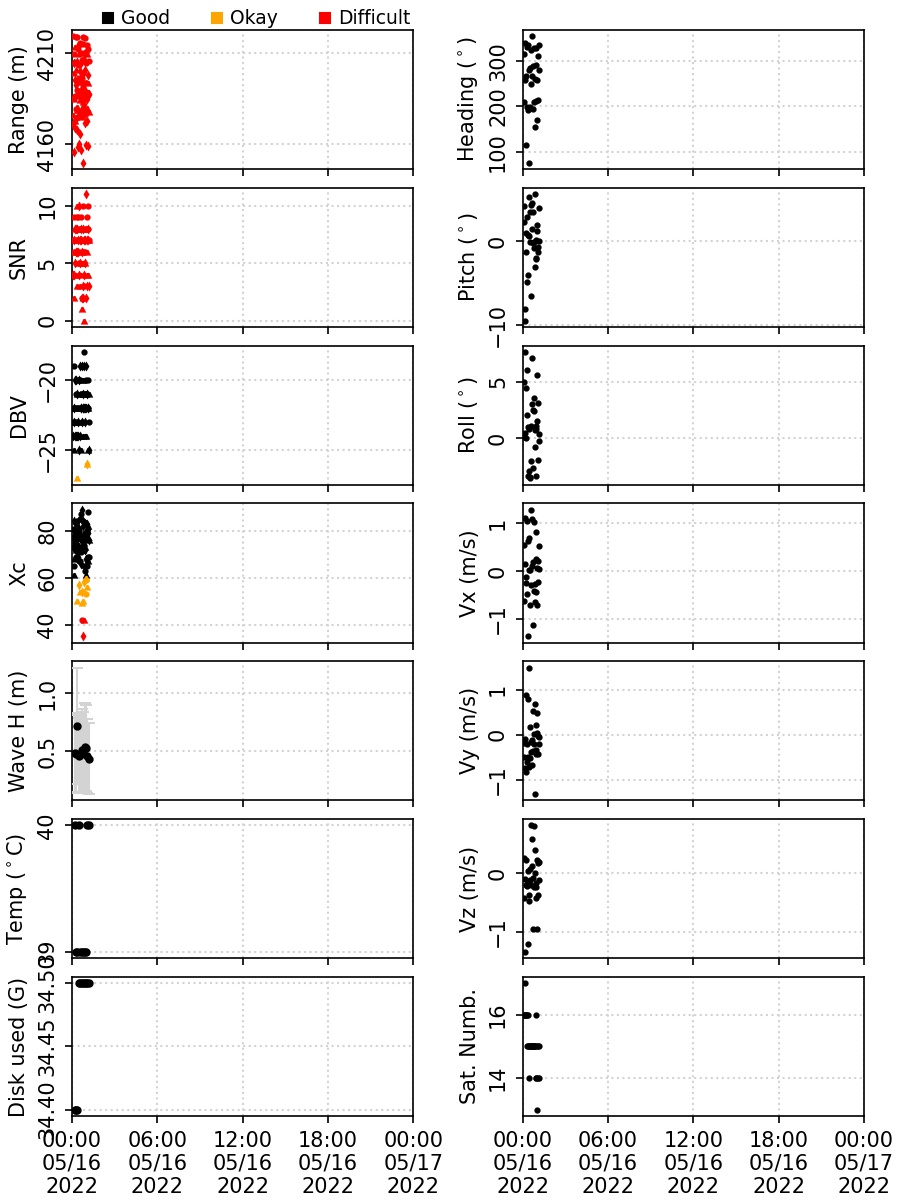 Good Okay Difficult
Range (m)
4210
4160
Heading (°)
300
200
100
SNR
10
5
0
Pitch (°)
0
−10
DBV
−20
−25
Roll (°)
5
0
Xc
80
60
40
Vx (m/s)
1
0
−1
Wave H (m)
1.0
0.5
Vy (m/s)
1
0
−1
Temp (°C)
40
39
Vz (m/s)
0
−1
Disk used (G)
34.50
34.45
34.40
Sat. Numb.
16
14
00:00 06:00 12:00 18:00 00:00
05/16 05/16 05/16 05/16 05/17
2022 2022 2022 2022 2022
00:00 06:00 12:00 18:00 00:00
05/16 05/16 05/16 05/16 05/17
2022 2022 2022 2022 2022